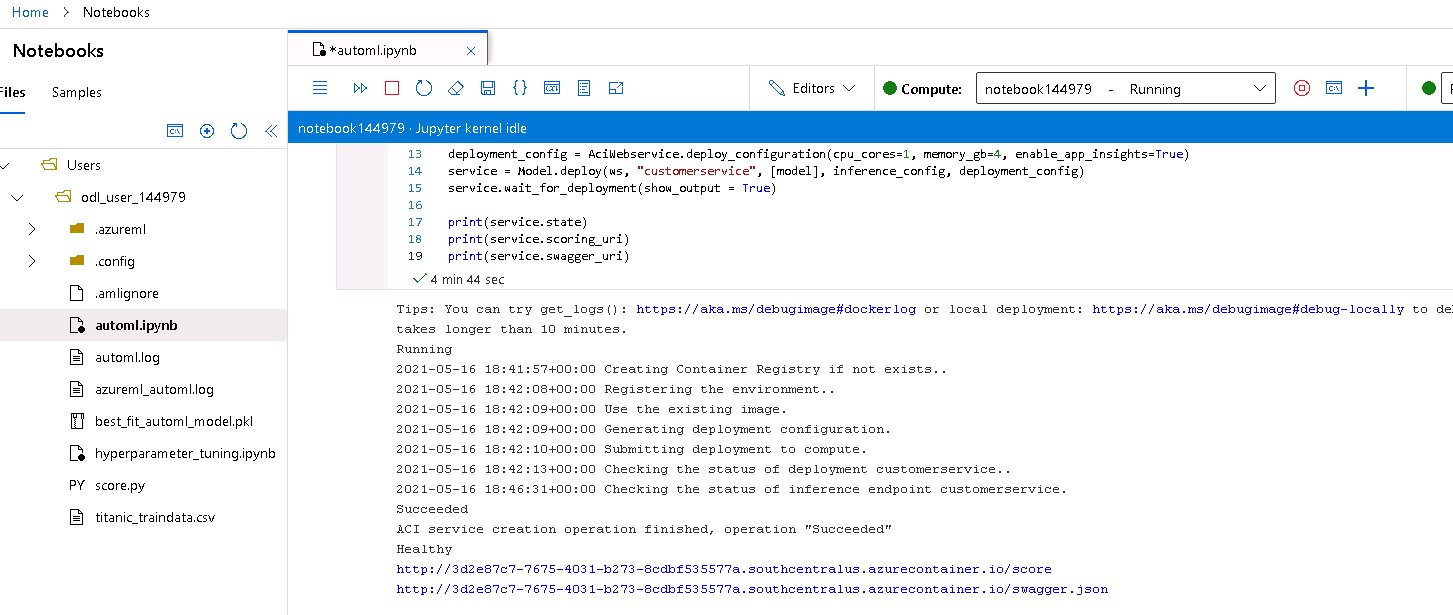 Home > Notebooks
Notebooks
Files Samples
*automl.ipynb
Editors Compute: notebook144979 - Running
notebook144979 · Jupyter kernel idle
Users
odl_user_144979
.azureml
.config
.amlignore
automl.ipynb
automl.log
azureml_automl.log
best_fit_automl_model.pkl
hyperparameter_tuning.ipynb
PY score.py
titanic_traindata.csv
13 deployment_config = AciWebservice.deploy_configuration(cpu_cores=1, memory_gb=4, enable_app_insights=True)
14 service = Model.deploy(ws, "customerservice", [model], inference_config, deployment_config)
15 service.wait_for_deployment(show_output = True)
16
17 print(service.state)
18 print(service.scoring_uri)
19 print(service.swagger_uri)
4 min 44 sec
Tips: You can try get_logs(): https://aka.ms/debugimage#dockerlog or local deployment: https://aka.ms/debugimage#debug-locally to de
takes longer than 10 minutes.
Running
2021-05-16 18:41:57+00:00 Creating Container Registry if not exists..
2021-05-16 18:42:08+00:00 Registering the environment..
2021-05-16 18:42:09+00:00 Use the existing image.
2021-05-16 18:42:09+00:00 Generating deployment configuration.
2021-05-16 18:42:10+00:00 Submitting deployment to compute.
2021-05-16 18:42:13+00:00 Checking the status of deployment customerservice..
2021-05-16 18:46:31+00:00 Checking the status of inference endpoint customerservice.
Succeeded
ACI service creation operation finished, operation "Succeeded"
Healthy
http://3d2e87c7-7675-4031-b273-8cdbf535577a.southcentralus.azurecontainer.io/score
http://3d2e87c7-7675-4031-b273-8cdbf535577a.southcentralus.azurecontainer.io/swagger.json